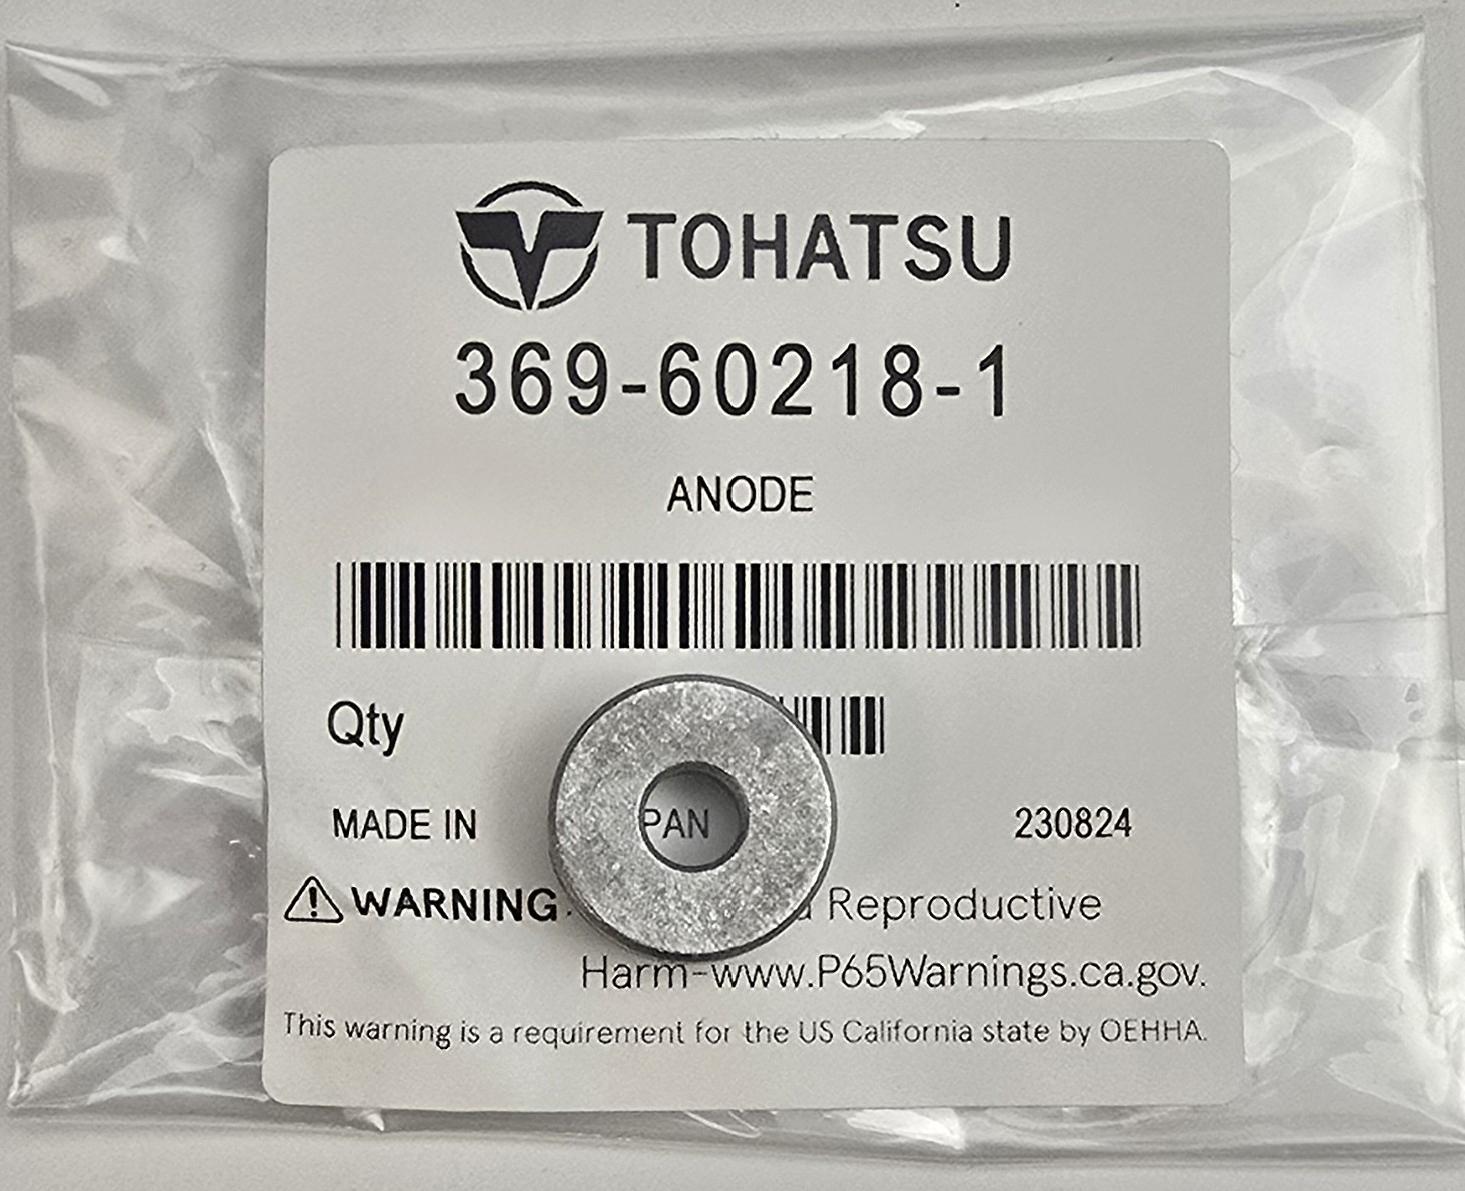 TOHATSU
369-60218-1
ANODE
Qty
MADE IN PAN 230824
WARNING Reproductive
Harm-www.P65Warnings.ca.gov.
This warning is a requirement for the US California state by OEHHA.